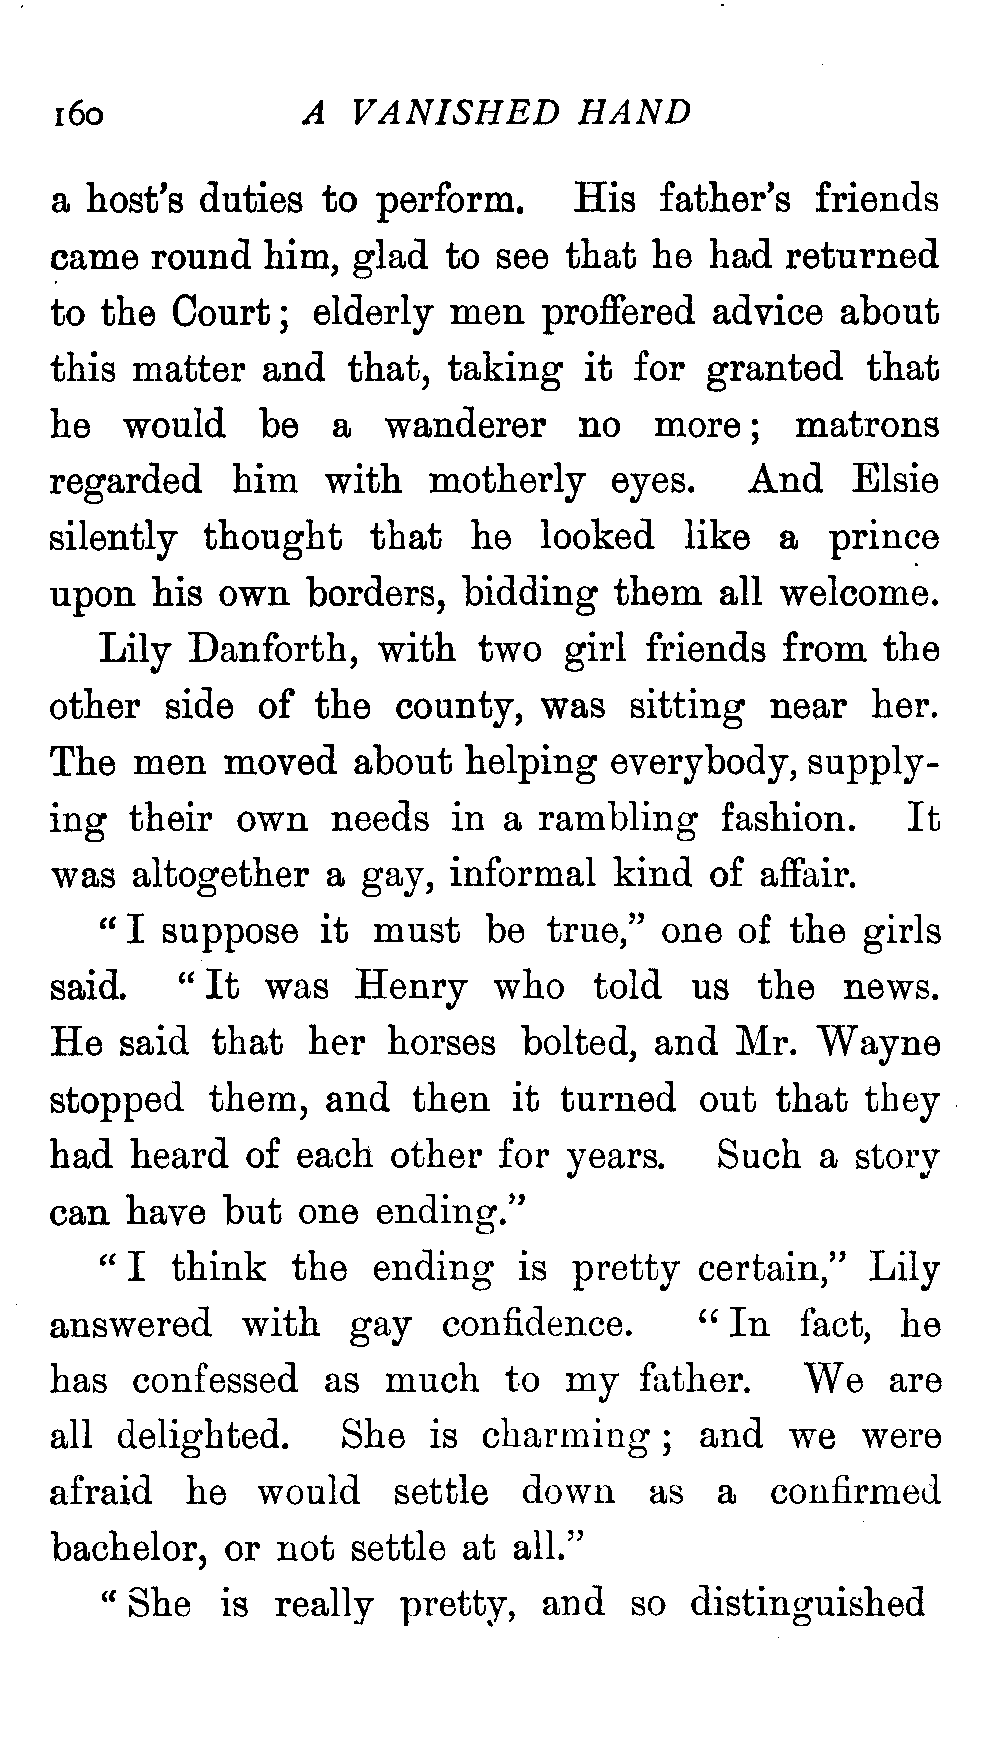 160 A VANISHED HAND
a host's duties to perform. His father's friends
came round him, glad to see that he had returned
to the Court; elderly men proffered advice about
this matter and that, taking it for granted that
he would be a wanderer no more; matrons
regarded him with motherly eyes. And Elsie
silently thought that he looked like a prince
upon his own borders, bidding them all welcome.
Lily Danforth, with two girl friends from the
other side of the county, was sitting near her.
The men moved about helping everybody, supply-
ing their own needs in a rambling fashion. It
was altogether a gay, informal kind of affair.
"I suppose it must be true," one of the girls
said. "It was Henry who told us the news.
He said that her horses bolted, and Mr. Wayne
stopped them, and then it turned out that they
had heard of each other for years. Such a story
can have but one ending."
"I think the ending is pretty certain," Lily
answered with gay confidence. "In fact, he
has confessed as much to my father. We are
all delighted. She is charming; and we were
afraid he would settle down as a confirmed
bachelor, or not settle at all."
"She is really pretty, and so distinguished